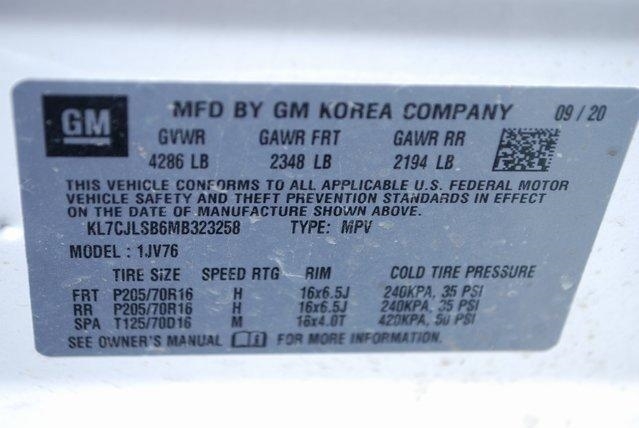 GM MFD BY GM KOREA COMPANY 09/20
GVWR GAWR FRT GAWR RR
4286 LB 2348 LB 2194 LB
THIS VEHICLE CONFORMS TO ALL APPLICABLE U.S. FEDERAL MOTOR
VEHICLE SAFETY AND THEFT PREVENTION STANDARDS IN EFFECT
ON THE DATE OF MANUFACTURE SHOWN ABOVE.
KL7CJLSB6MB323258 TYPE: MPV
MODEL : 1JV76
TIRE SIZE SPEED RTG RIM COLD TIRE PRESSURE
FRT P205/70R16 H 16x6.5J 240KPA, 35 PSI
RR P205/70R16 H 16x6.5J 240KPA, 35 PSI
SPA T125/70D16 M 16x4.0T 420KPA, 60 PSI
SEE OWNER'S MANUAL FOR MORE INFORMATION.